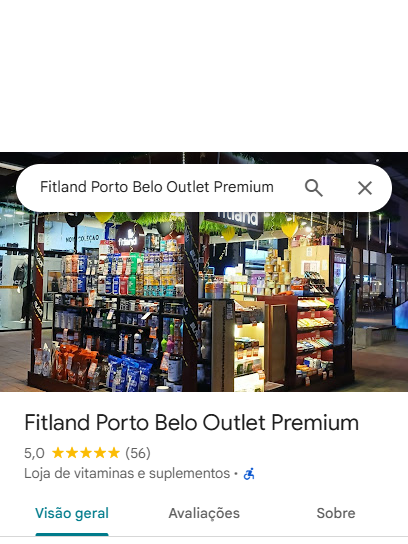 Fitland Porto Belo Outlet Premium
fitland
fitland
Fitland Porto Belo Outlet Premium
5,0 (56)
Loja de vitaminas e suplementos ·
Visão geral Avaliações Sobre